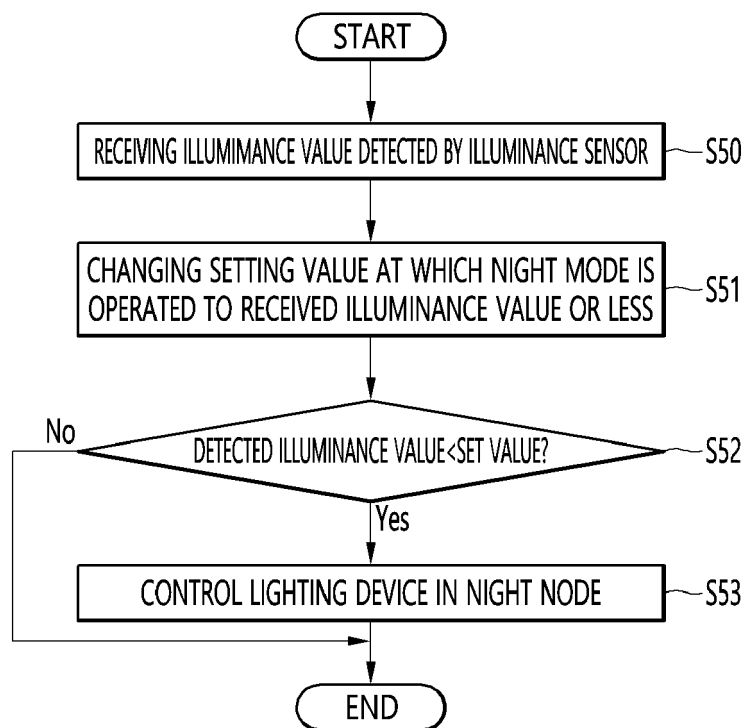 START
RECEIVING ILLUMIMANCE VALUE DETECTED BY ILLUMINANCE SENSOR
S50
CHANGING SETTING VALUE AT WHICH NIGHT MODE IS
OPERATED TO RECEIVED ILLUMINANCE VALUE OR LESS
S51
No
DETECTED ILLUMINANCE VALUE<SET VALUE?
S52
Yes
CONTROL LIGHTING DEVICE IN NIGHT NODE
S53
END